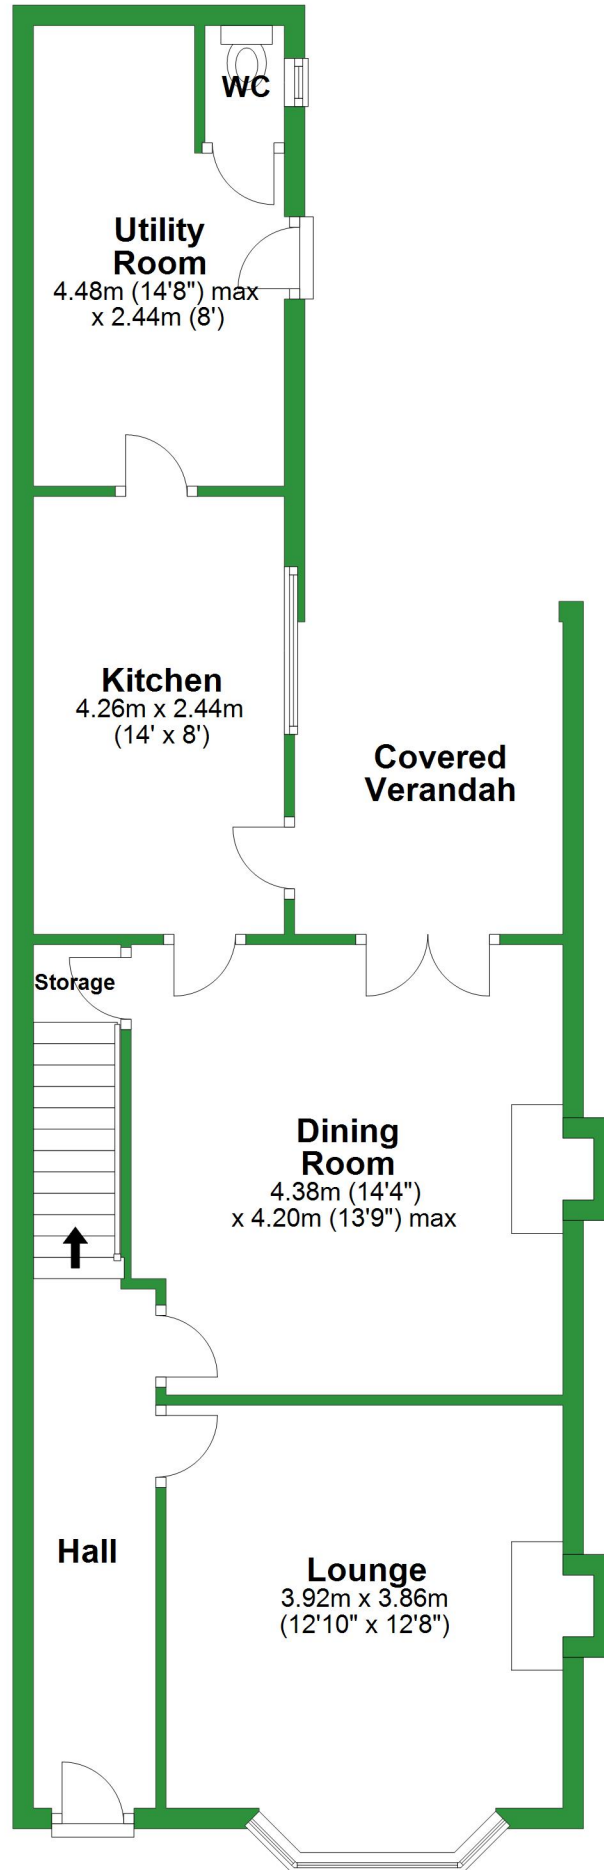 WC
Utility
Room
4.48m (14'8") max
x 2.44m (8')
Kitchen
4.26m x 2.44m
(14' x 8')
Covered
Verandah
Storage
Dining
Room
4.38m (14'4")
x 4.20m (13'9") max
Hall
Lounge
3.92m x 3.86m
(12'10" x 12'8")